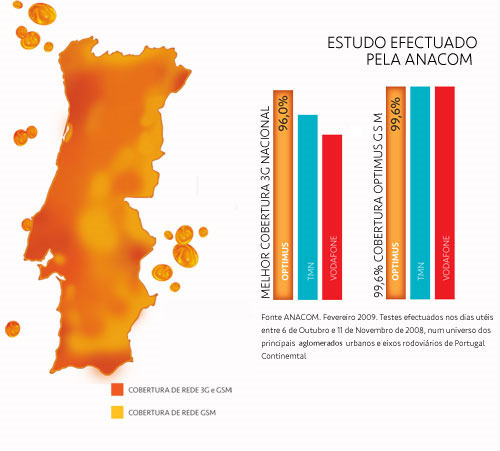 ESTUDO EFECTUADO
PELA ANACOM
MELHOR COBERTURA 3G NACIONAL
96,0%
OPTIMUS
TMN
VODAFONE
99,6% COBERTURA OPTIMUS GSM
99,6%
OPTIMUS
TMN
VODAFONE
Fonte ANACOM. Fevereiro 2009. Testes efectuados nos dias utéis
entre 6 de Outubro e 11 de Novembro de 2008, num universo dos
principais aglomerados urbanos e eixos rodoviários de Portugal
Continemtal
COBERTURA DE REDE 3G e GSM
COBERTURA DE REDE GSM